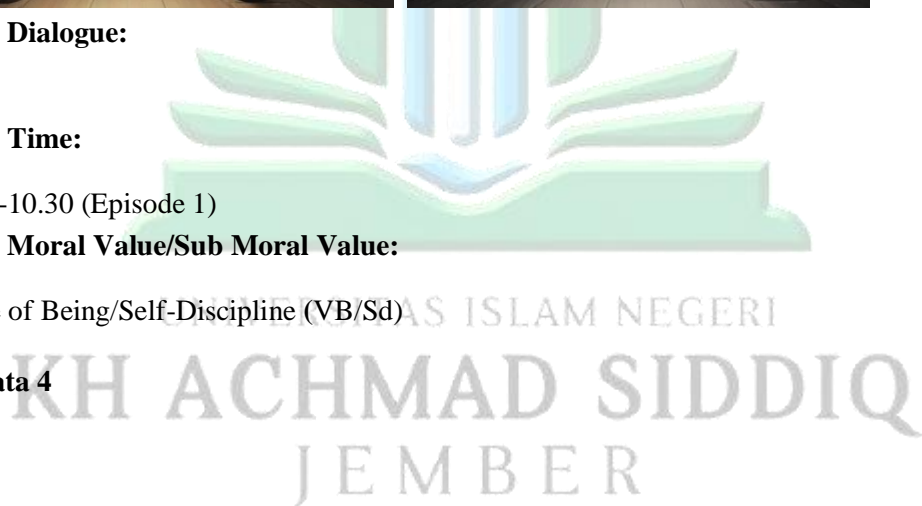 Dialogue:
Time:
-10.30 (Episode 1)
Moral Value/Sub Moral Value:
of Being/Self-Discipline (VB/Sd)
UNIVERSITAS ISLAM NEGERI
ata 4
KH ACHMAD SIDDIQ
JEMBER